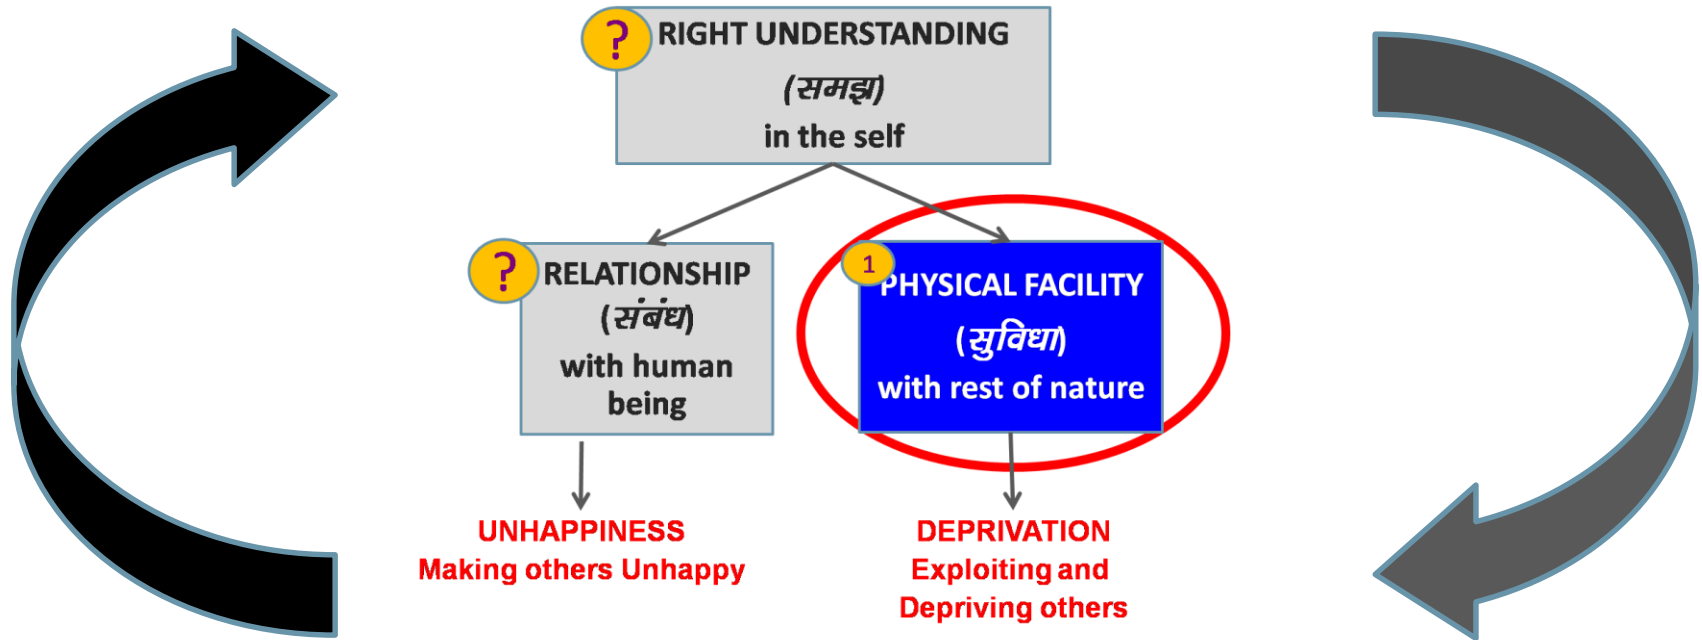 ?
RIGHT UNDERSTANDING
(समझ)
in the self
?
RELATIONSHIP
(संबंध)
with human
being
1
PHYSICAL FACILITY
(सुविधा)
with rest of nature
UNHAPPINESS
Making others Unhappy
DEPRIVATION
Exploiting and
Depriving others